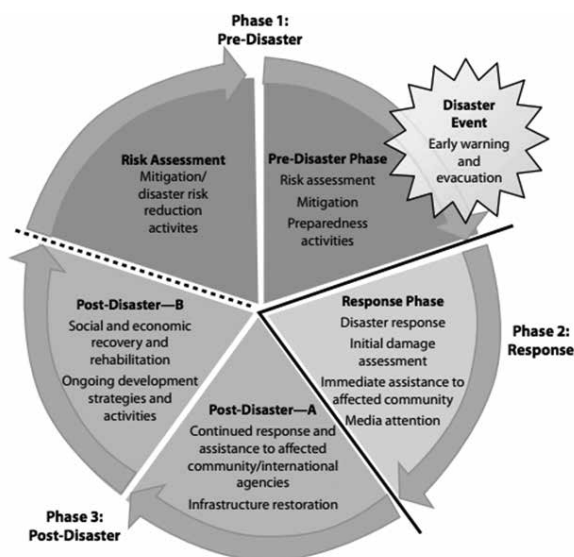 Phase 1:
Pre-Disaster
Disaster
Event
Early warning
and
evacuation
Risk Assessment
Mitigation/
disaster risk
reduction
activites
Pre-Disaster Phase
Risk assessment
Mitigation
Preparedness
activities
Response Phase
Disaster response
Initial damage
assessment
Immediate assistance to
affected community
Media attention
Phase 2:
Response
Post-Disaster—B
Social and economic
recovery and
rehabilitation
Ongoing development
strategies and
activities
Post-Disaster—A
Continued response and
assistance to affected
community/international
agencies
Infrastructure restoration
Phase 3:
Post-Disaster